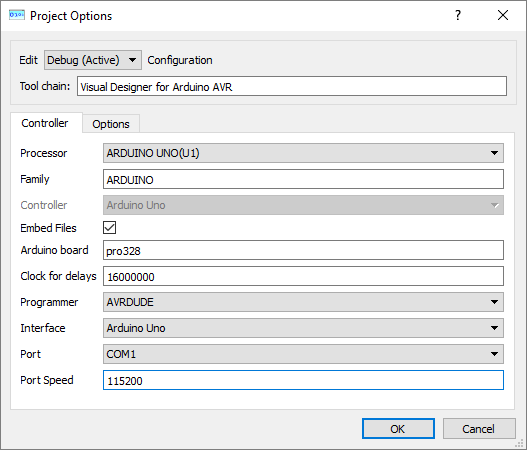 Project Options
Edit Debug (Active) Configuration
Tool chain: Visual Designer for Arduino AVR
Controller Options
Processor ARDUINO UNO(U1)
Family ARDUINO
Controller Arduino Uno
Embed Files
Arduino board pro328
Clock for delays 16000000
Programmer AVRDUDE
Interface Arduino Uno
Port COM1
Port Speed 115200
OK Cancel